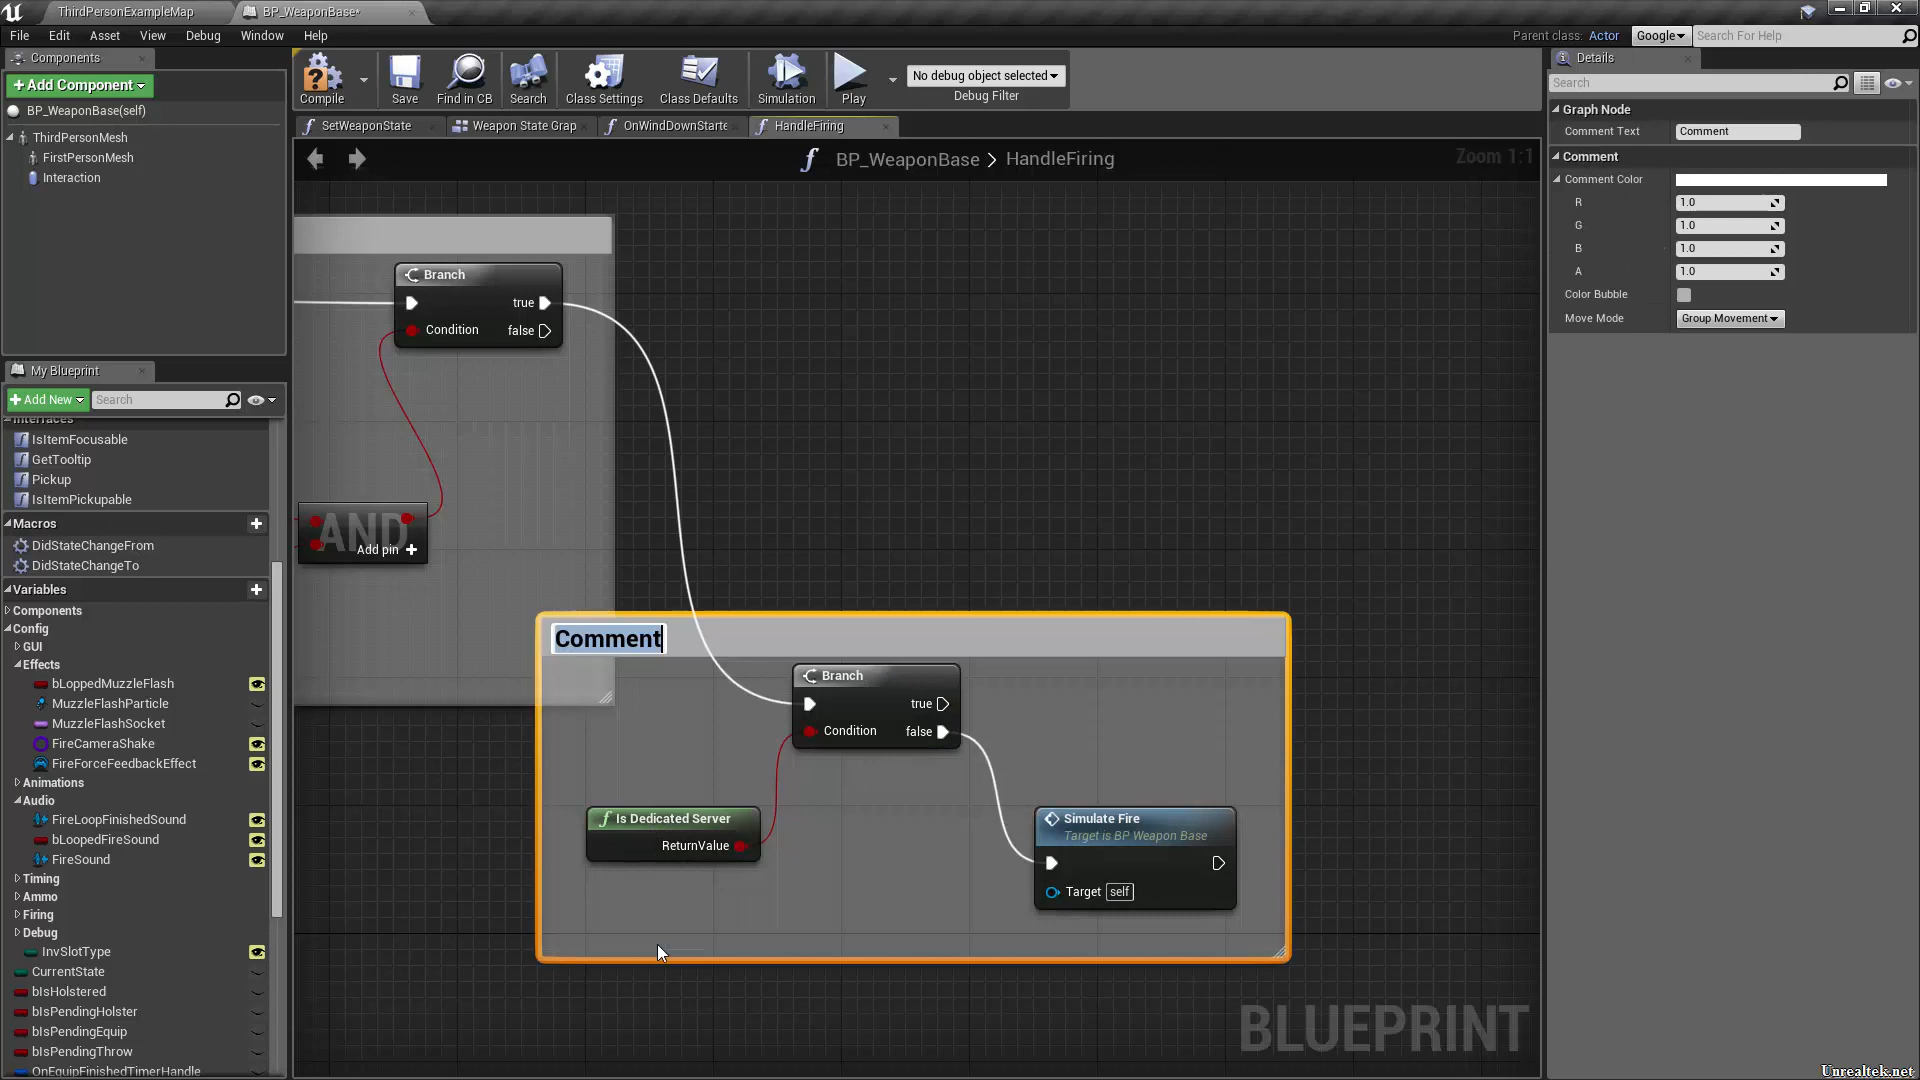 ThirdPersonExampleMap
BP_WeaponBase*
File
Edit
Asset
View
Debug
Window
Help
Parent class: Actor
Google
Search For Help
Components
+ Add Component
BP_WeaponBase(self)
ThirdPersonMesh
FirstPersonMesh
Interaction
Compile
Save
Find in CB
Search
Class Settings
Class Defaults
Simulation
Play
No debug object selected
Debug Filter
SetWeaponState
Weapon State Grap
OnWindDownStarte
HandleFiring
BP_WeaponBase > HandleFiring
Zoom 1:1
Branch
true
Condition
false
AND
Add pin +
Comment
Branch
true
Condition
false
Is Dedicated Server
ReturnValue
Simulate Fire
Target is BP Weapon Base
Target self
BLUEPRINT
My Blueprint
+ Add New
Search
Interfaces
IsItemFocusable
GetTooltip
Pickup
IsItemPickupable
Macros
DidStateChangeFrom
DidStateChangeTo
Variables
Components
Config
GUI
Effects
bLoppedMuzzleFlash
MuzzleFlashParticle
MuzzleFlashSocket
FireCameraShake
FireForceFeedbackEffect
Animations
Audio
FireLoopFinishedSound
bLoopedFireSound
FireSound
Timing
Ammo
Firing
Debug
InvSlotType
CurrentState
bIsHolstered
bIsPendingHolster
bIsPendingEquip
bIsPendingThrow
OnEquipFinishedTimerHandle
Details
Search
Graph Node
Comment Text
Comment
Comment
Comment Color
R 1.0
G 1.0
B 1.0
A 1.0
Color Bubble
Move Mode
Group Movement
Unrealtek.net